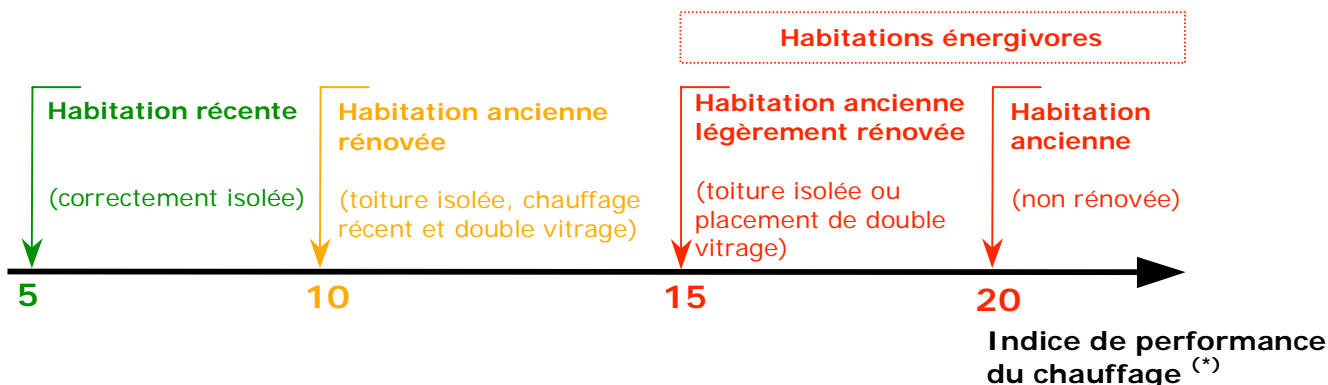 Habitations énergivores
Habitation récente
(correctement isolée)
Habitation ancienne
rénovée
(toiture isolée, chauffage
récent et double vitrage)
Habitation ancienne
légèrement rénovée
(toiture isolée ou
placement de double
vitrage)
Habitation
ancienne
(non rénovée)
5
10
15
20
Indice de performance
du chauffage (*)